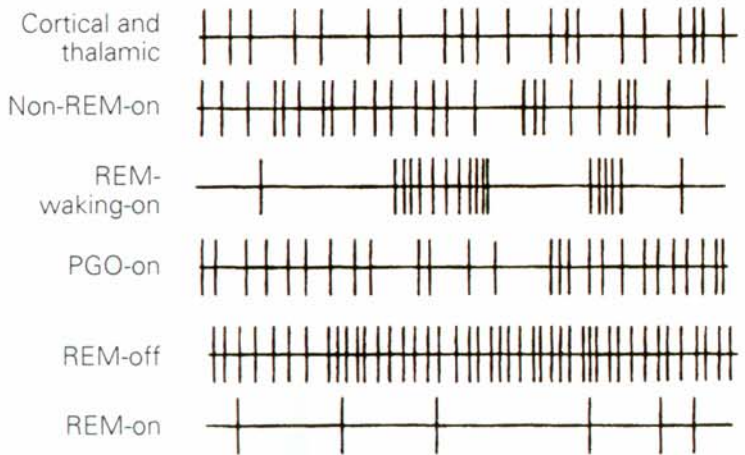 Cortical and
thalamic
Non-REM-on
REM-
waking-on
PGO-on
REM-off
REM-on